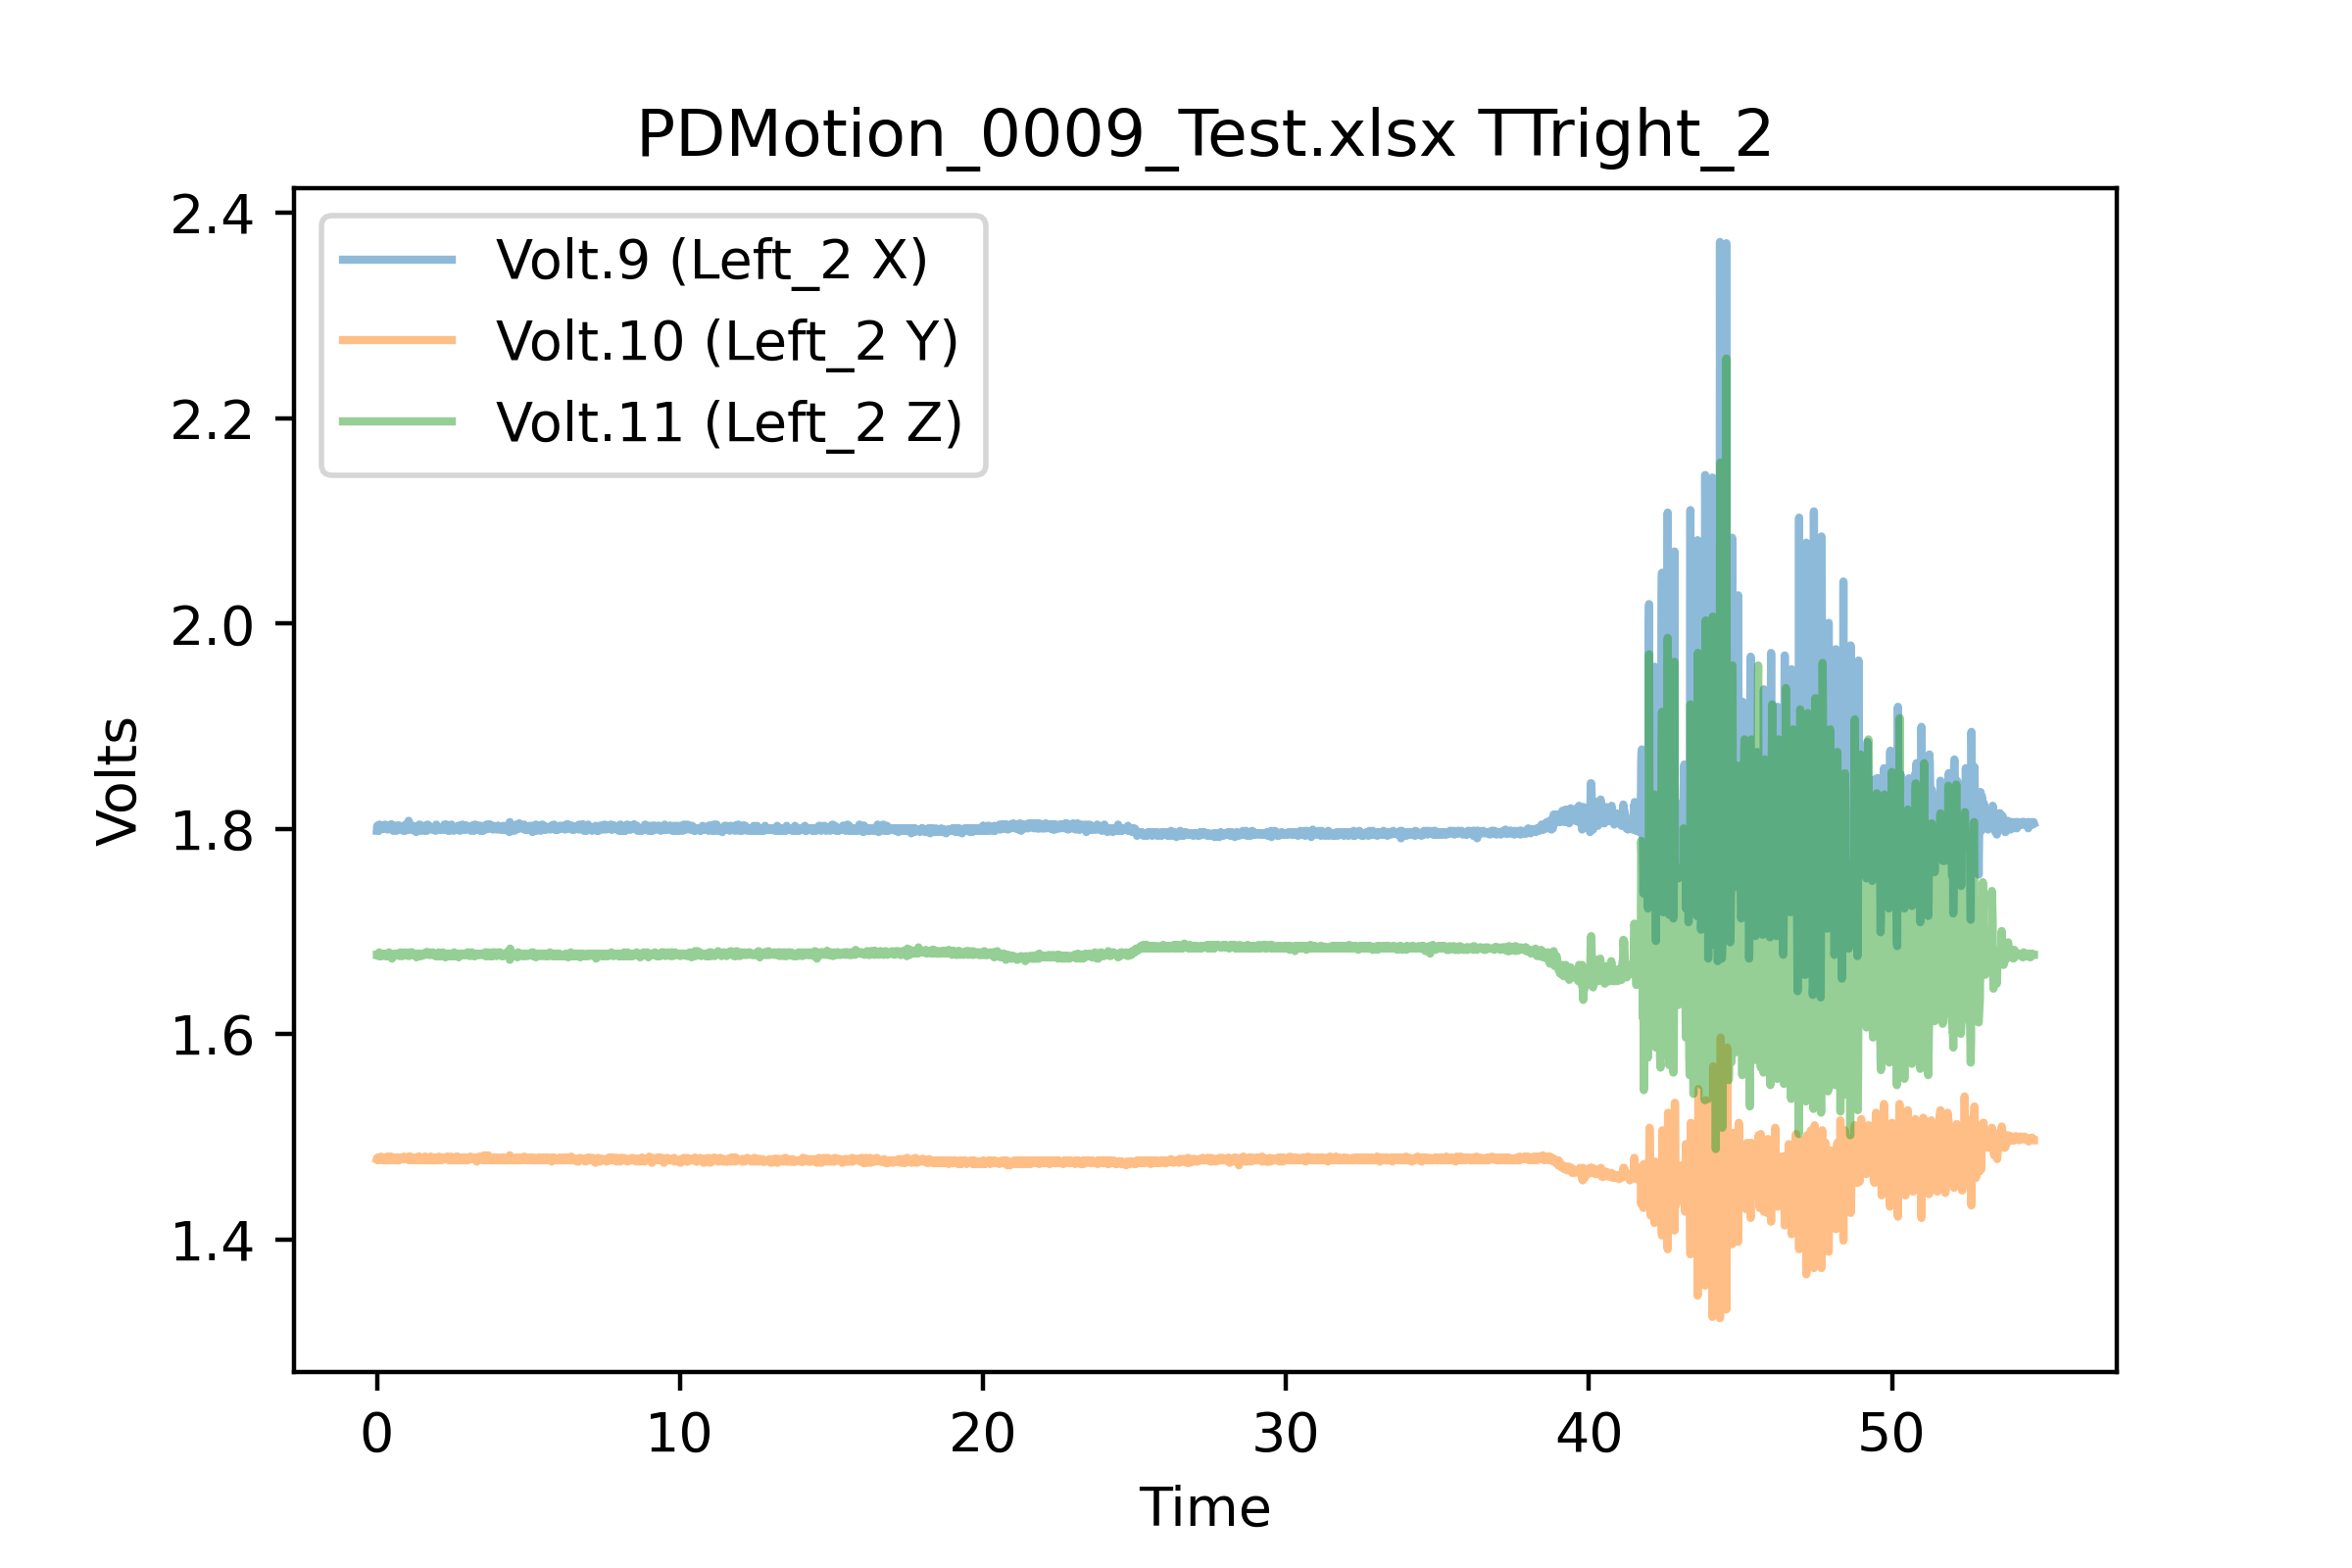 PDMotion_0009_Test.xlsx TTright_2
Volt.9 (Left_2 X)
Volt.10 (Left_2 Y)
Volt.11 (Left_2 Z)
Volts
2.4
2.2
2.0
1.8
1.6
1.4
0 10 20 30 40 50
Time